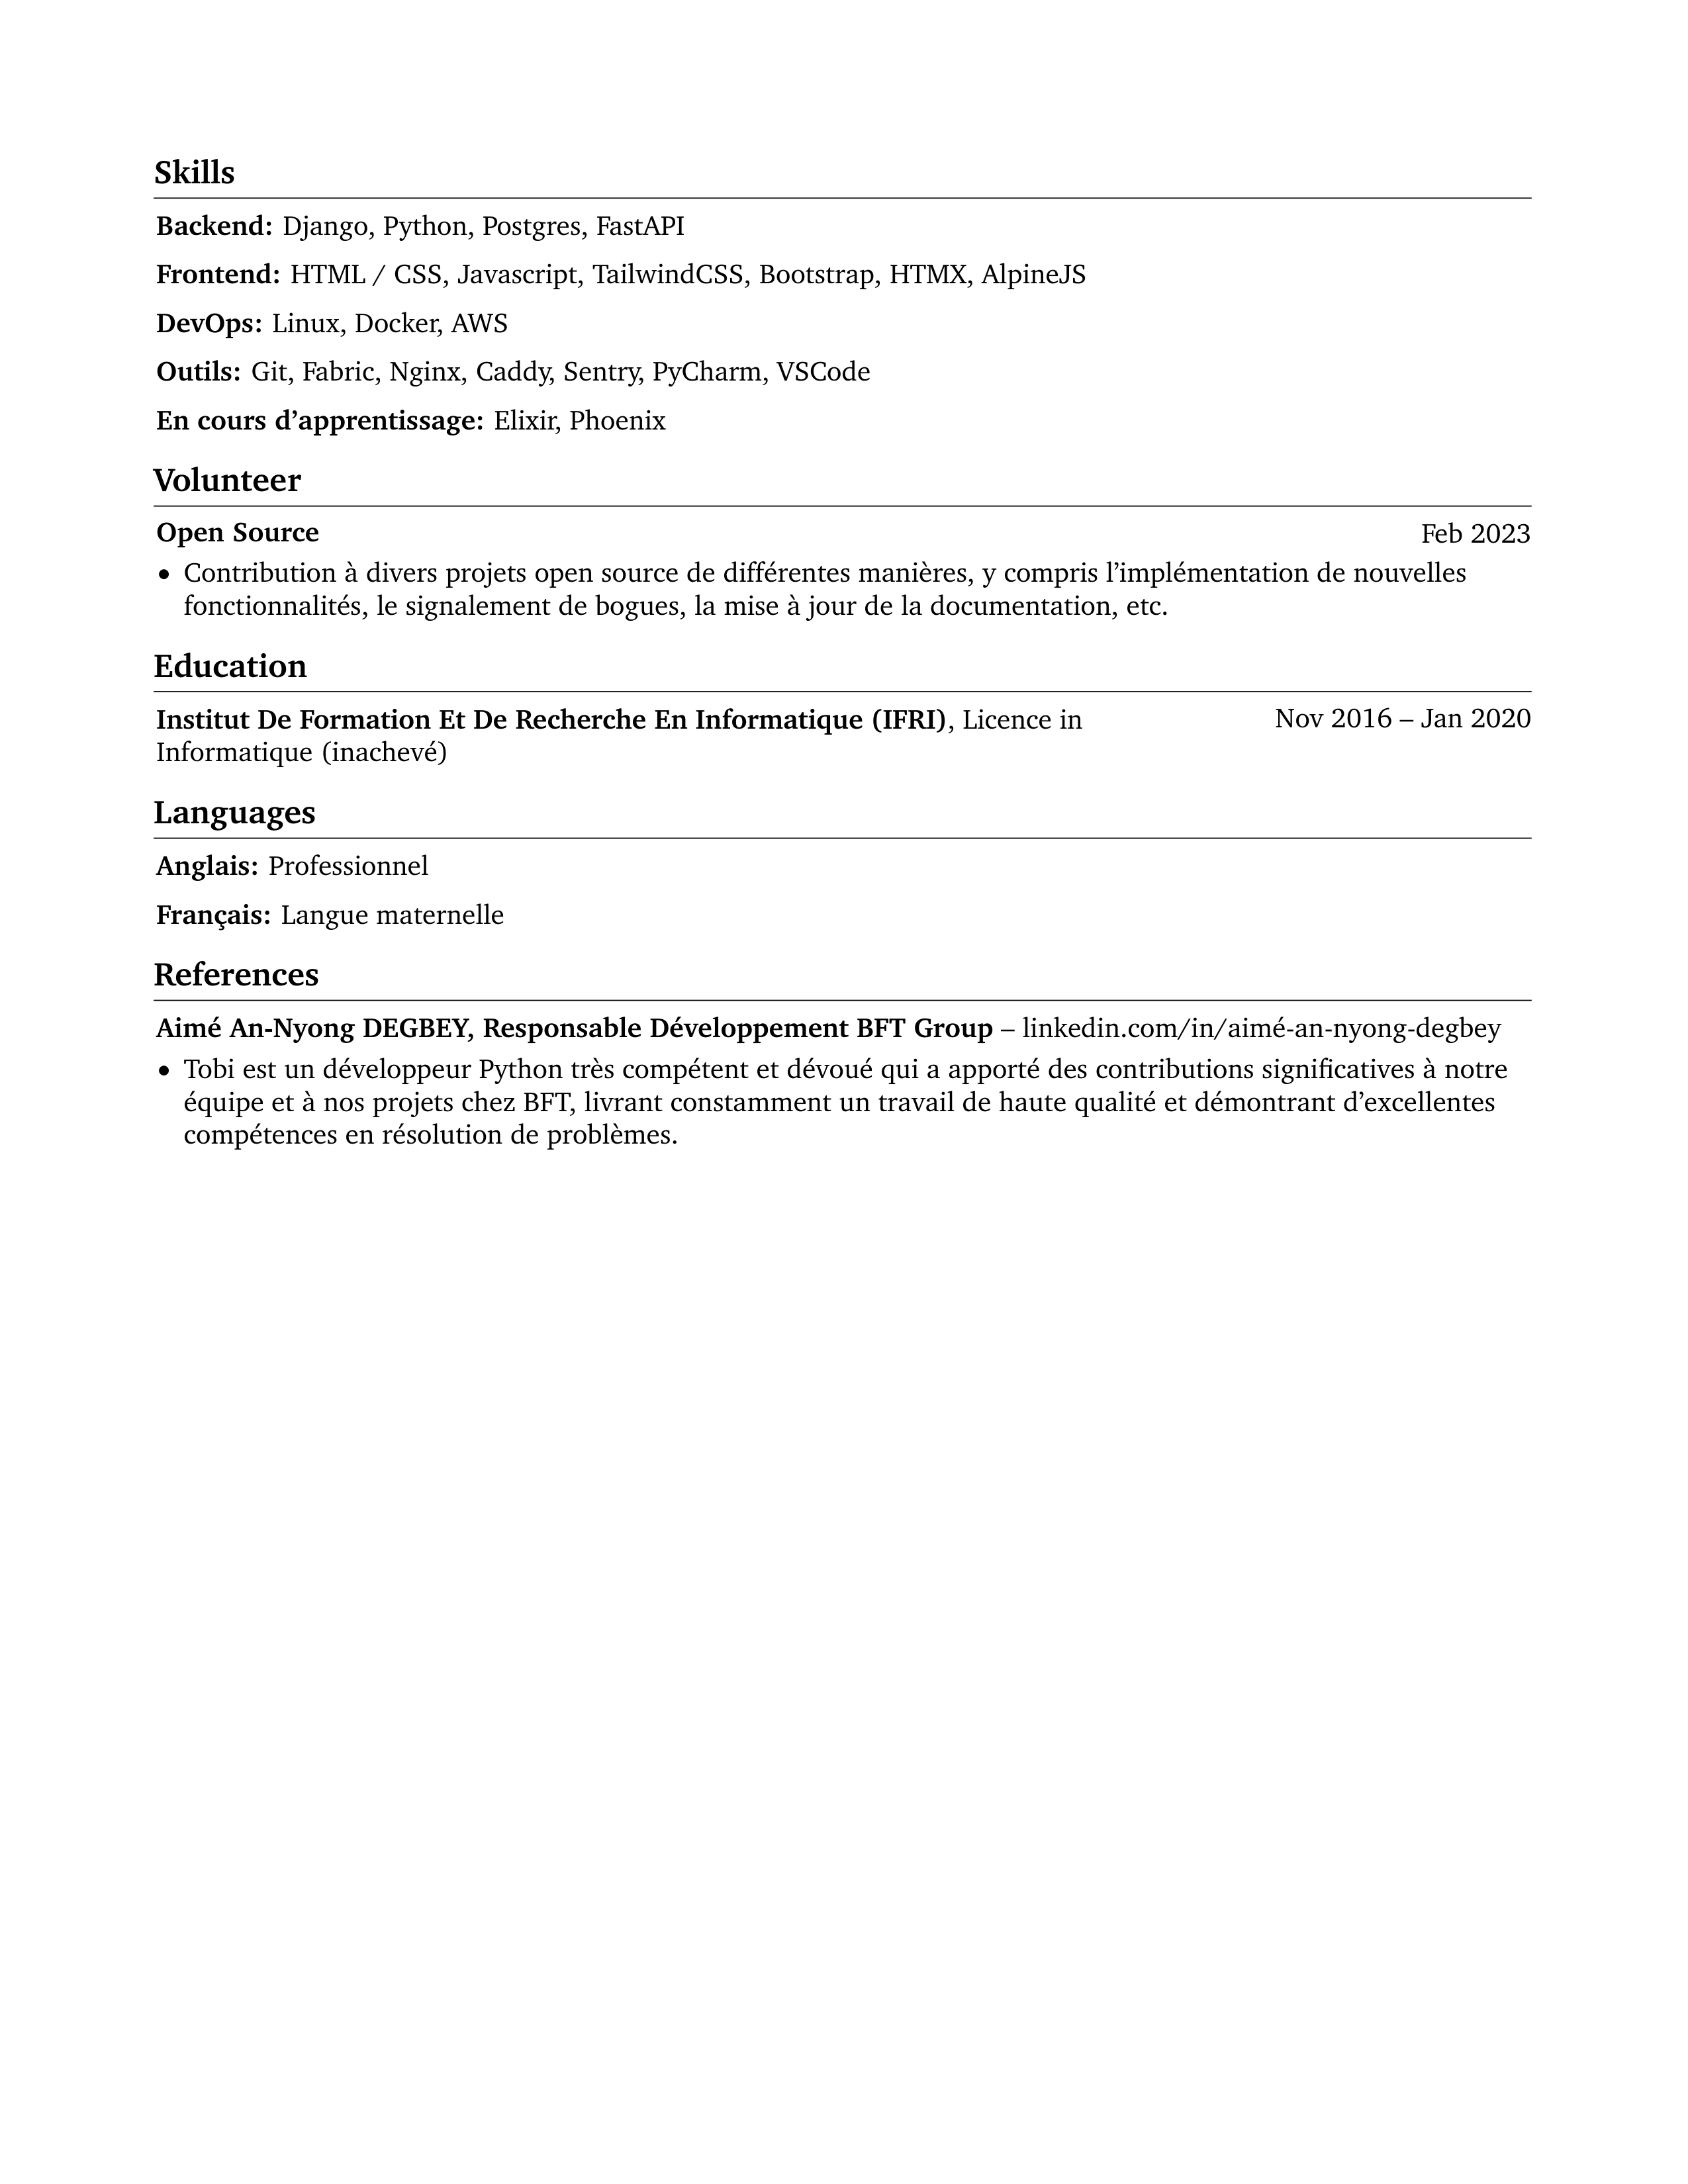 Skills
Backend: Django, Python, Postgres, FastAPI
Frontend: HTML / CSS, Javascript, TailwindCSS, Bootstrap, HTMX, AlpineJS
DevOps: Linux, Docker, AWS
Outils: Git, Fabric, Nginx, Caddy, Sentry, PyCharm, VSCode
En cours d’apprentissage: Elixir, Phoenix
Volunteer
Open Source Feb 2023
• Contribution à divers projets open source de différentes manières, y compris l’implémentation de nouvelles
fonctionnalités, le signalement de bogues, la mise à jour de la documentation, etc.
Education
Institut De Formation Et De Recherche En Informatique (IFRI), Licence in Nov 2016 – Jan 2020
Informatique (inachevé)
Languages
Anglais: Professionnel
Français: Langue maternelle
References
Aimé An-Nyong DEGBEY, Responsable Développement BFT Group – linkedin.com/in/aimé-an-nyong-degbey
• Tobi est un développeur Python très compétent et dévoué qui a apporté des contributions significatives à notre
équipe et à nos projets chez BFT, livrant constamment un travail de haute qualité et démontrant d’excellentes
compétences en résolution de problèmes.